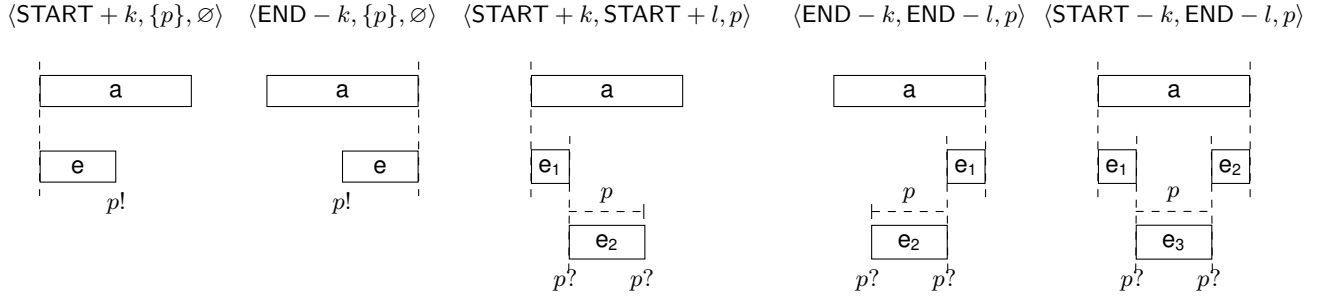 ⟨START + k, {p}, ∅⟩ ⟨END − k, {p}, ∅⟩ ⟨START + k, START + l, p⟩ ⟨END − k, END − l, p⟩ ⟨START − k, END − l, p⟩
a a a a a
e e e₁ e₁ e₁ e₂
p! p! p p p
e₂ e₂ e₃
p? p? p? p? p? p?